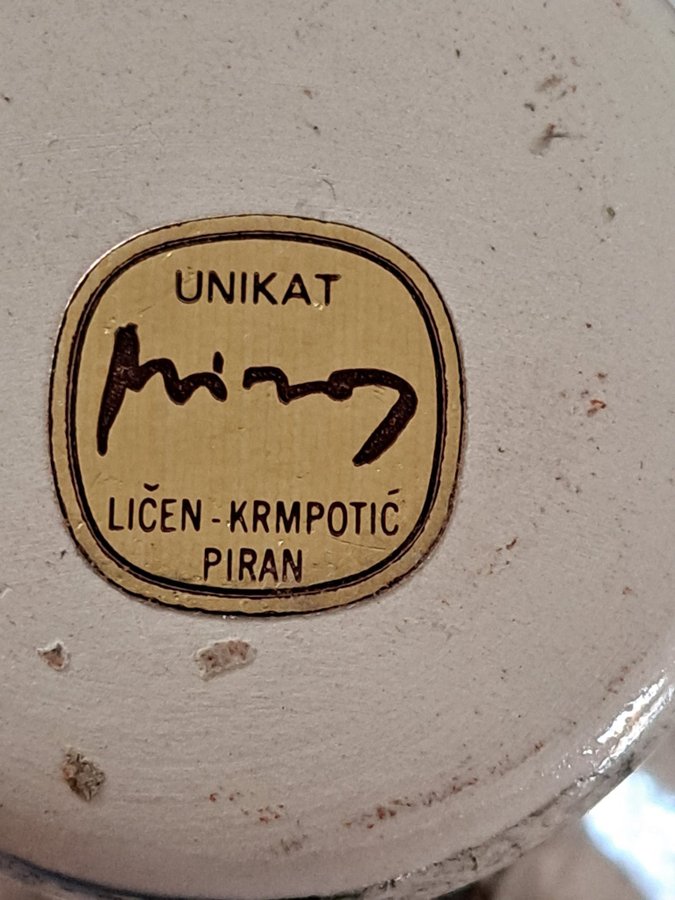 UNIKAT
LIČEN - KRMPOTIĆ
PIRAN